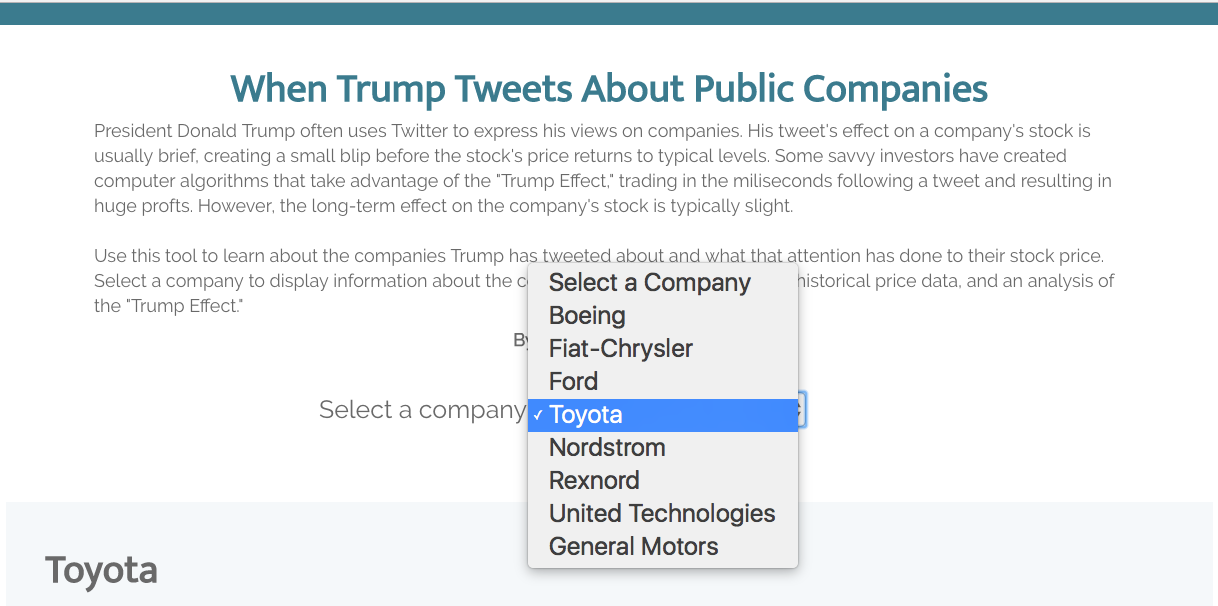 When Trump Tweets About Public Companies
President Donald Trump often uses Twitter to express his views on companies. His tweet's effect on a company's stock is
usually brief, creating a small blip before the stock's price returns to typical levels. Some savvy investors have created
computer algorithms that take advantage of the "Trump Effect," trading in the miliseconds following a tweet and resulting in
huge profts. However, the long-term effect on the company's stock is typically slight.
Use this tool to learn about the companies Trump has tweeted about and what that attention has done to their stock price.
Select a company to display information about the historical price data, and an analysis of
the "Trump Effect."
By
Select a company
Select a Company
Boeing
Fiat-Chrysler
Ford
✓ Toyota
Nordstrom
Rexnord
United Technologies
General Motors
Toyota